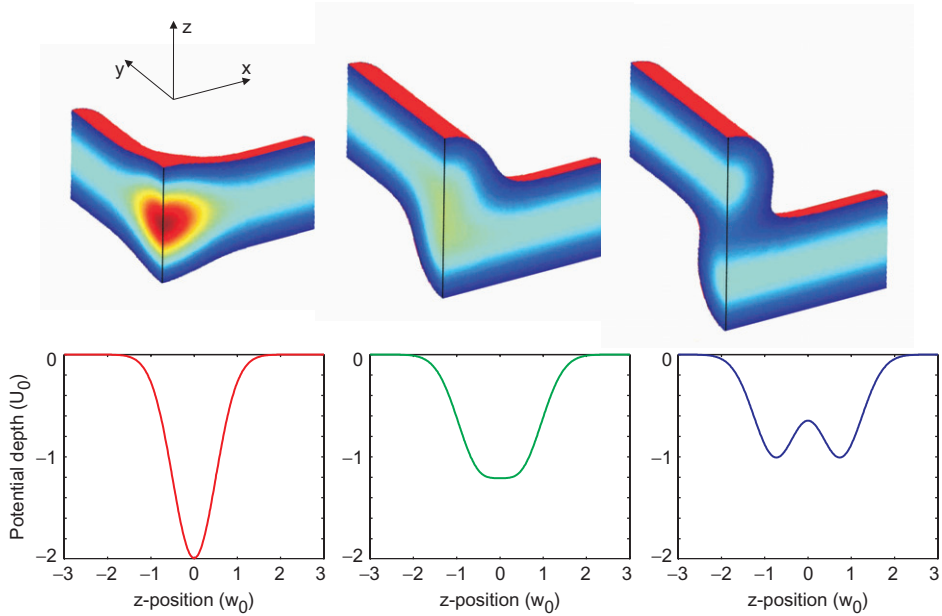 z
y
x
Potential depth (U0)
0
–1
–2
–3 –2 –1 0 1 2 3
z-position (w0)
0
–1
–2
–3 –2 –1 0 1 2 3
z-position (w0)
0
–1
–2
–3 –2 –1 0 1 2 3
z-position (w0)